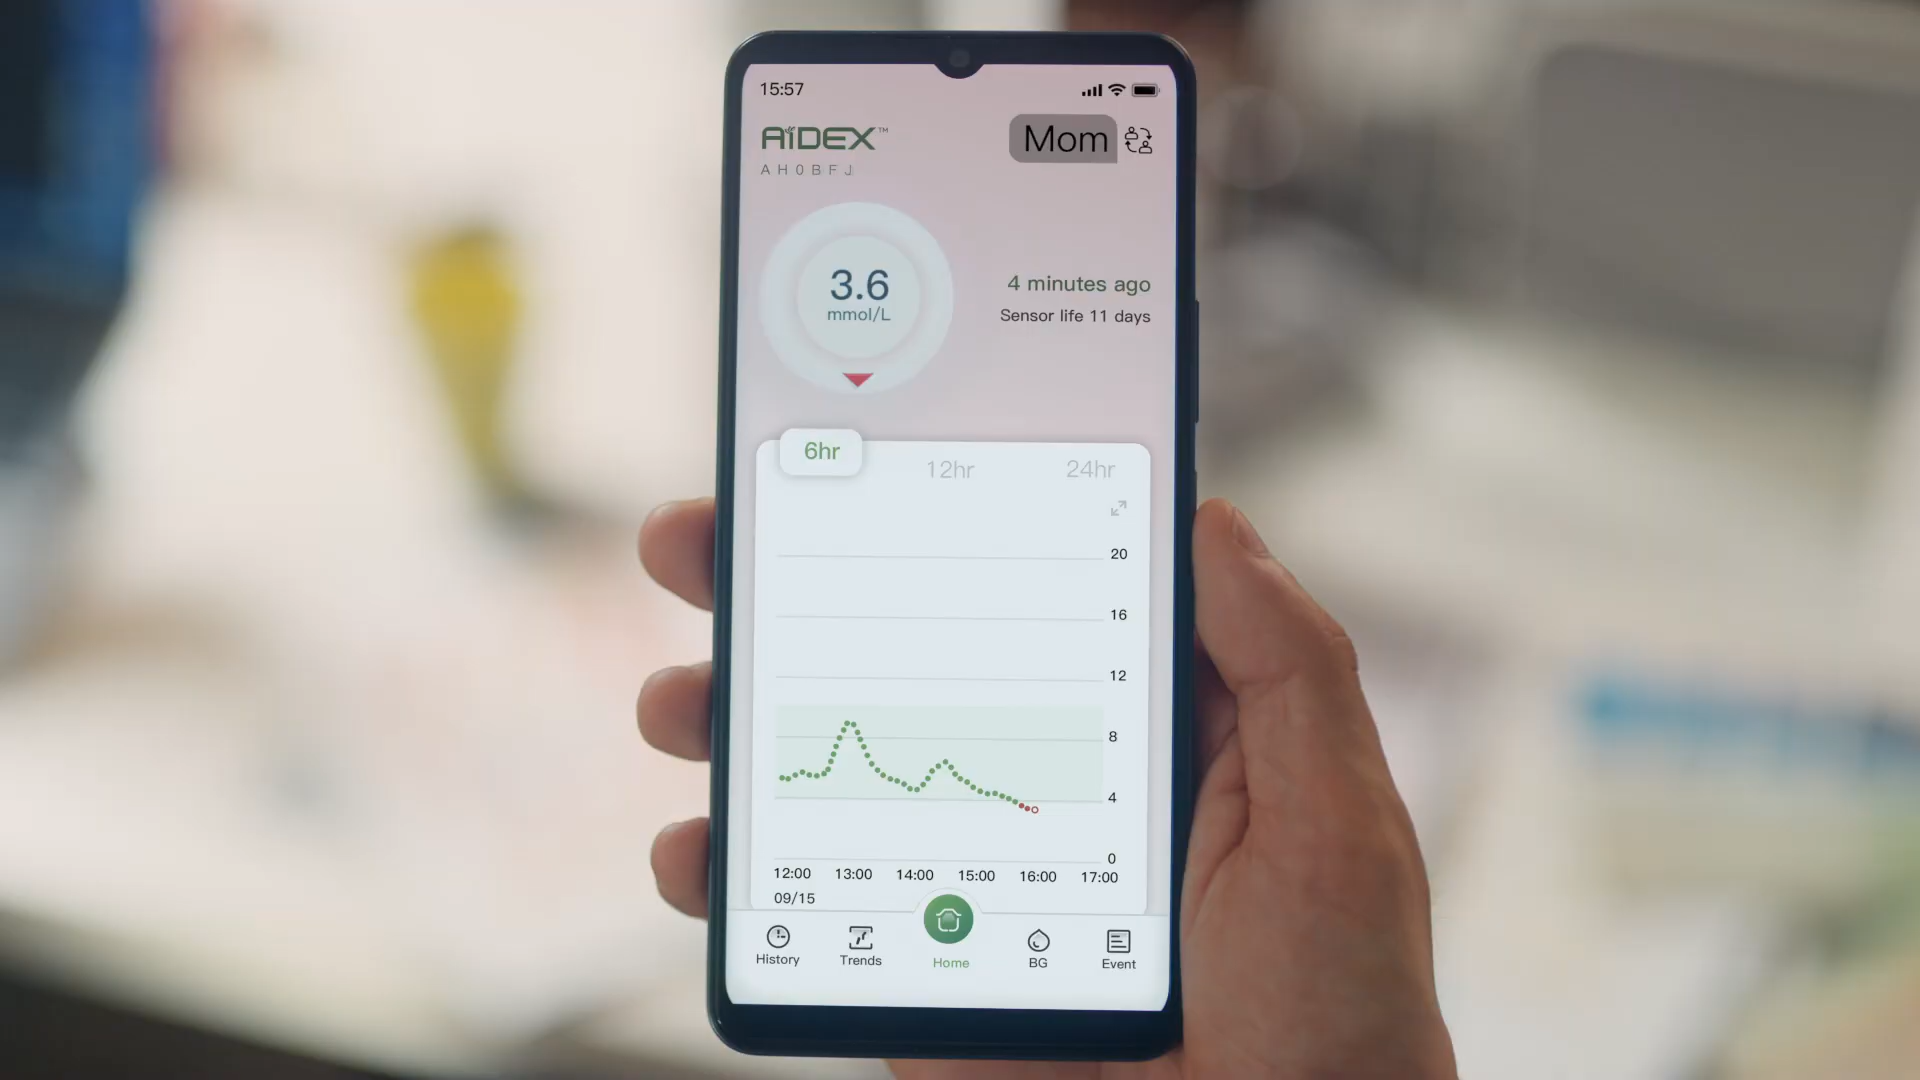 15:57
AiDEX™
Mom
AH0BFJ
3.6
mmol/L
4 minutes ago
Sensor life 11 days
6hr
12hr
24hr
20
16
12
8
4
0
12:00 13:00 14:00 15:00 16:00 17:00
09/15
History
Trends
Home
BG
Event